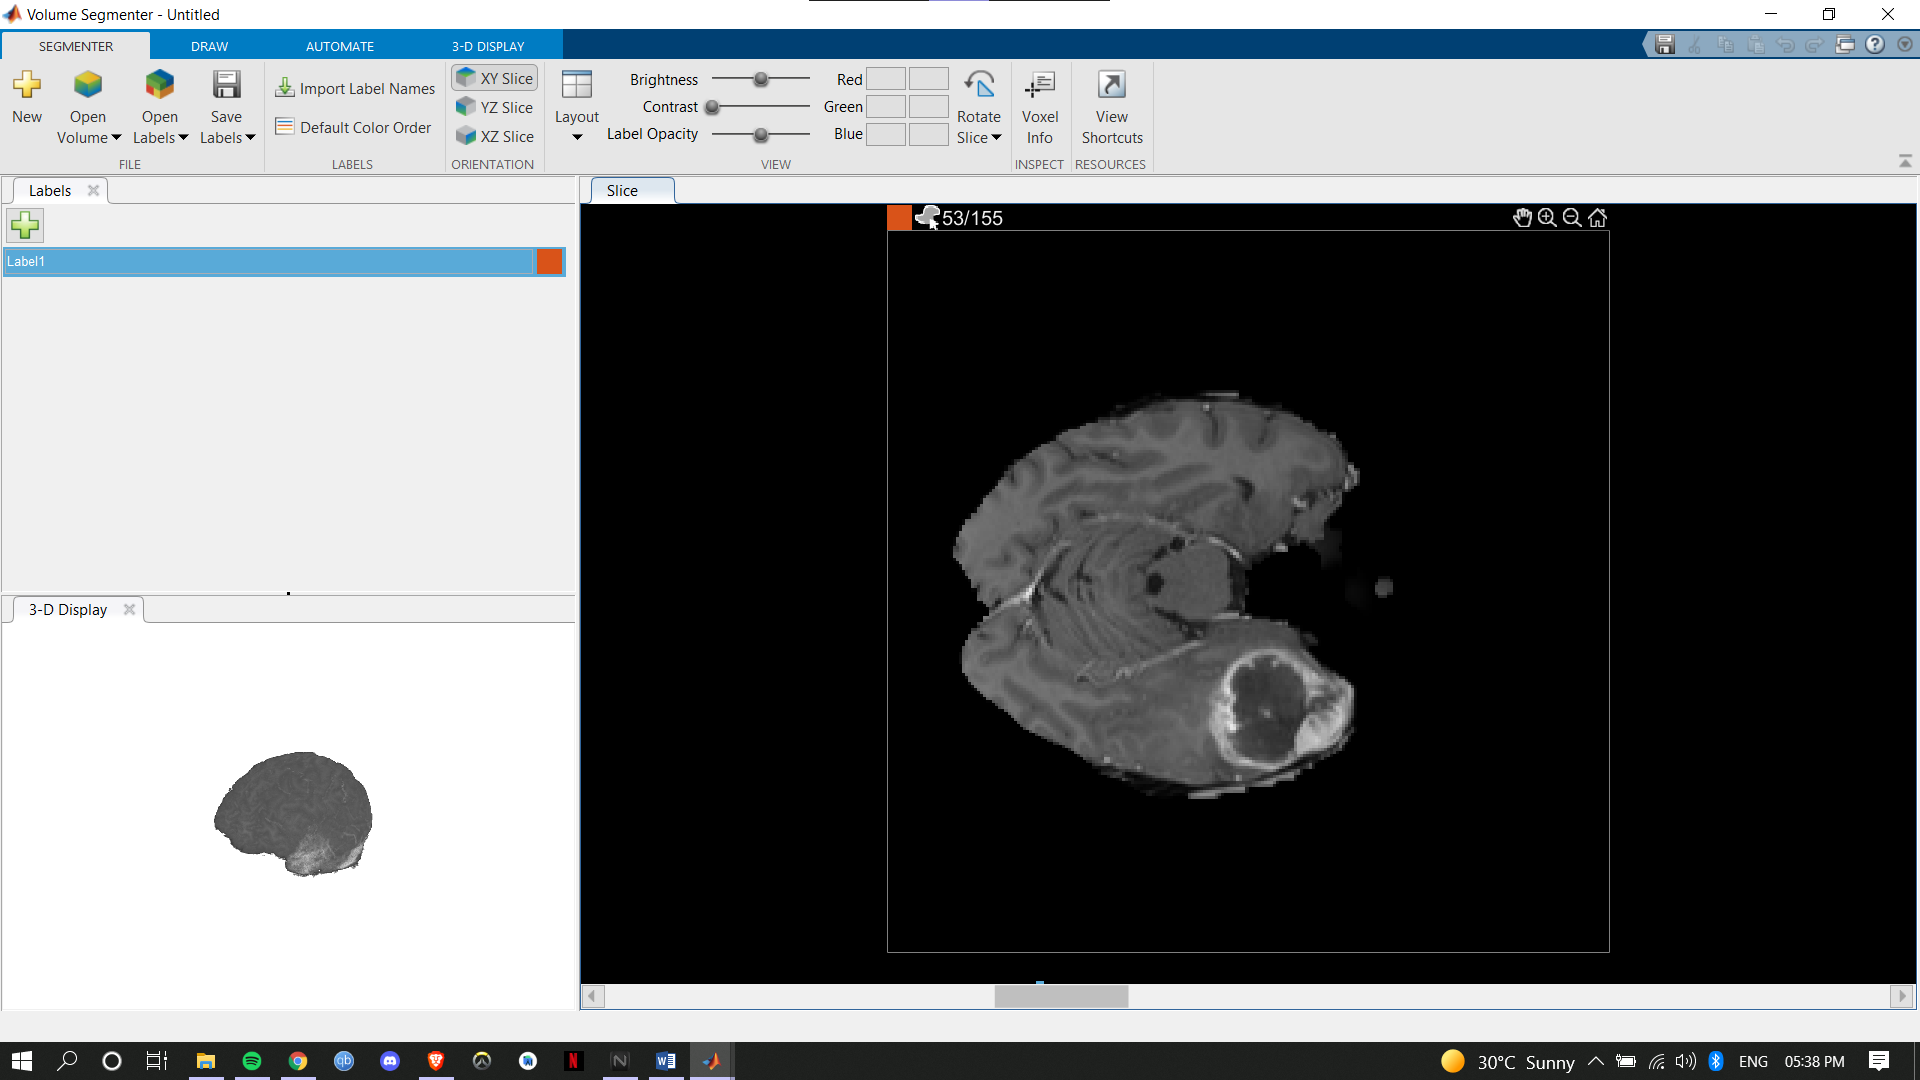 Volume Segmenter - Untitled
SEGMENTER DRAW AUTOMATE 3-D DISPLAY
New
Open Volume
Open Labels
Save Labels
FILE
Import Label Names
Default Color Order
LABELS
XY Slice
YZ Slice
XZ Slice
ORIENTATION
Layout
Brightness
Contrast
Label Opacity
Red
Green
Blue
Rotate Slice
VIEW
Voxel Info
INSPECT
View Shortcuts
RESOURCES
Labels
Label1
3-D Display
Slice
53/155
30°C Sunny ENG 05:38 PM